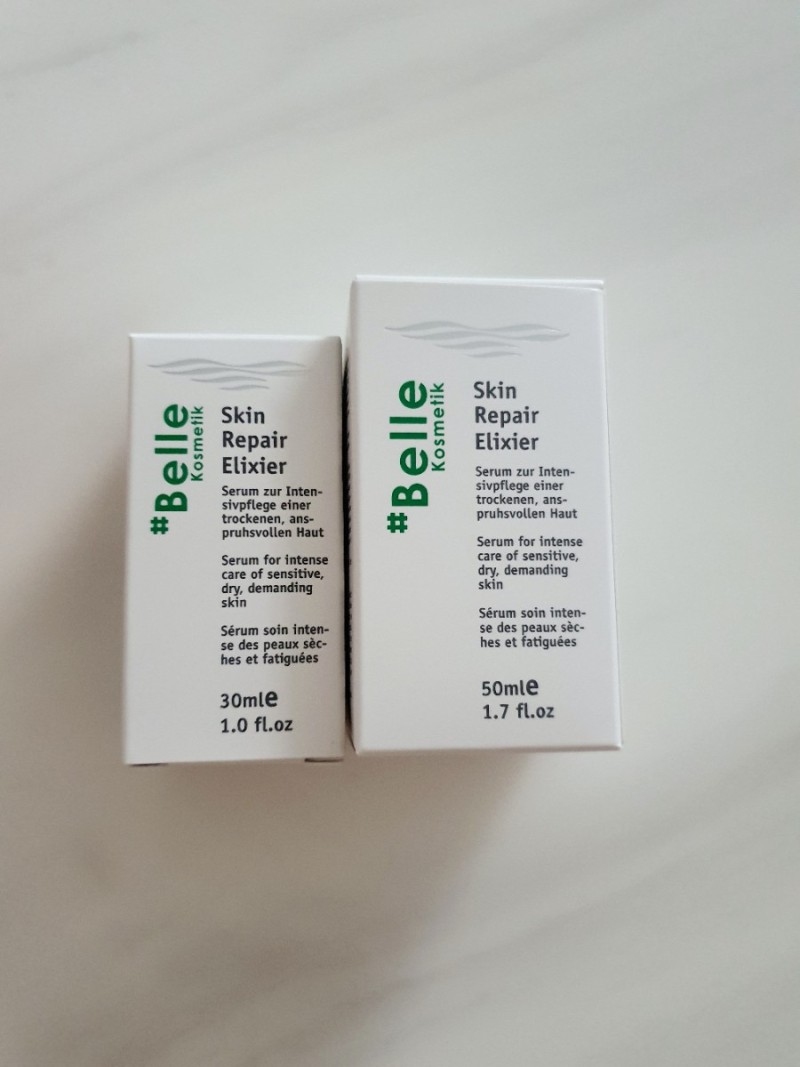 #Belle
Kosmetik
Skin
Repair
Elixier
Serum zur Inten-
sivpflege einer
trockenen, ans-
pruhsvollen Haut
Serum for intense
care of sensitive,
dry, demanding
skin
Sérum soin inten-
se des peaux sèc-
hes et fatiguées
30mle
1.0 fl.oz
#Belle
Kosmetik
Skin
Repair
Elixier
Serum zur Inten-
sivpflege einer
trockenen, ans-
pruhsvollen Haut
Serum for intense
care of sensitive,
dry, demanding
skin
Sérum soin inten-
se des peaux sèc-
hes et fatiguées
50mle
1.7 fl.oz